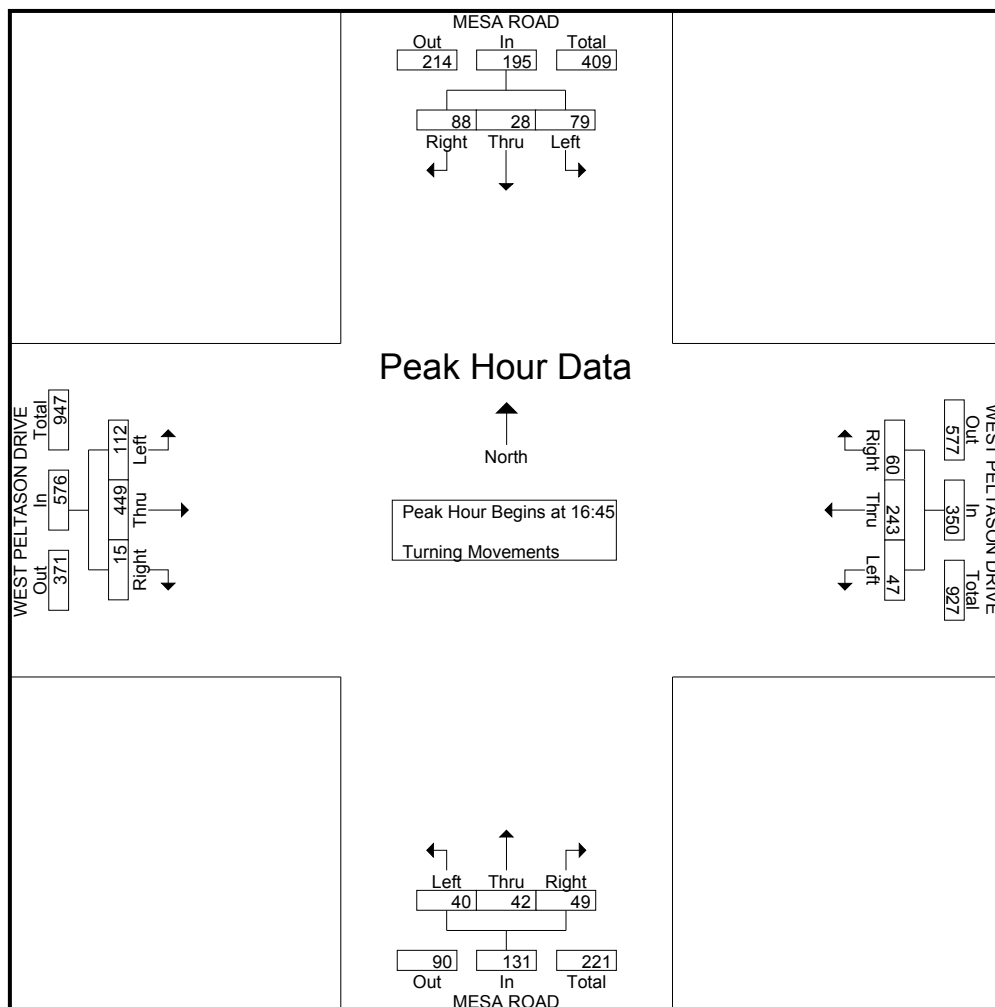 MESA ROAD
Out In Total
214 195 409
88 28 79
Right Thru Left
Peak Hour Data
North
Peak Hour Begins at 16:45
Turning Movements
WEST PELTASON DRIVE
Total In Out
947 576 371
112 449 15
Left Thru Right
WEST PELTASON DRIVE
Out In Total
577 350 927
60 243 47
Right Thru Left
Left Thru Right
40 42 49
90 131 221
Out In Total
MESA ROAD